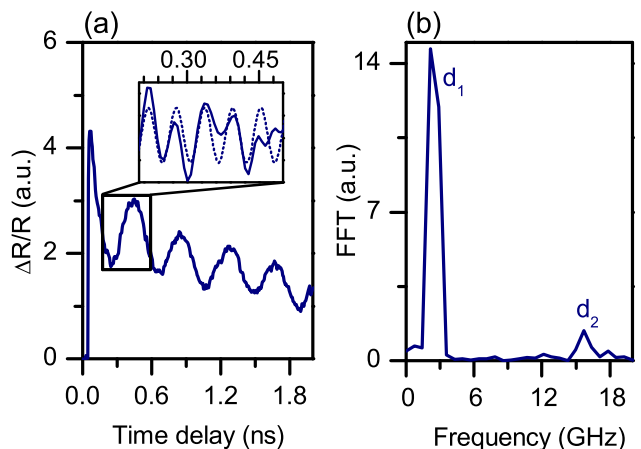 (a)
6
4
2
0
0.0 0.6 1.2 1.8
ΔR/R (a.u.)
Time delay (ns)
0.30 0.45
(b)
14
7
0
0 6 12 18
FFT (a.u.)
Frequency (GHz)
d₁
d₂